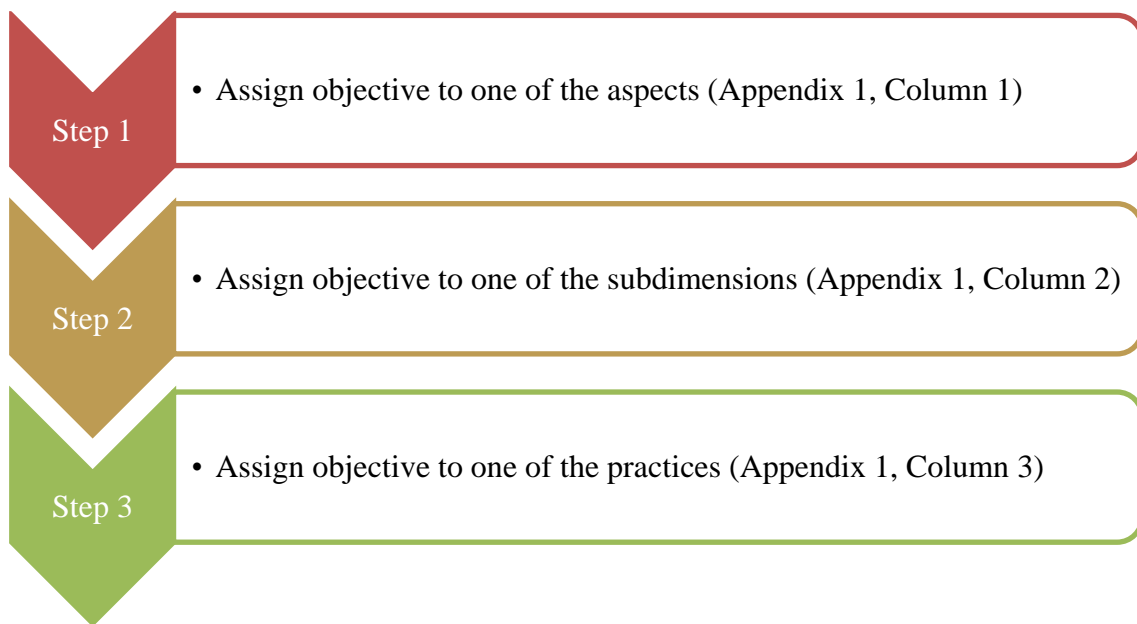 Step 1
• Assign objective to one of the aspects (Appendix 1, Column 1)
Step 2
• Assign objective to one of the subdimensions (Appendix 1, Column 2)
Step 3
• Assign objective to one of the practices (Appendix 1, Column 3)